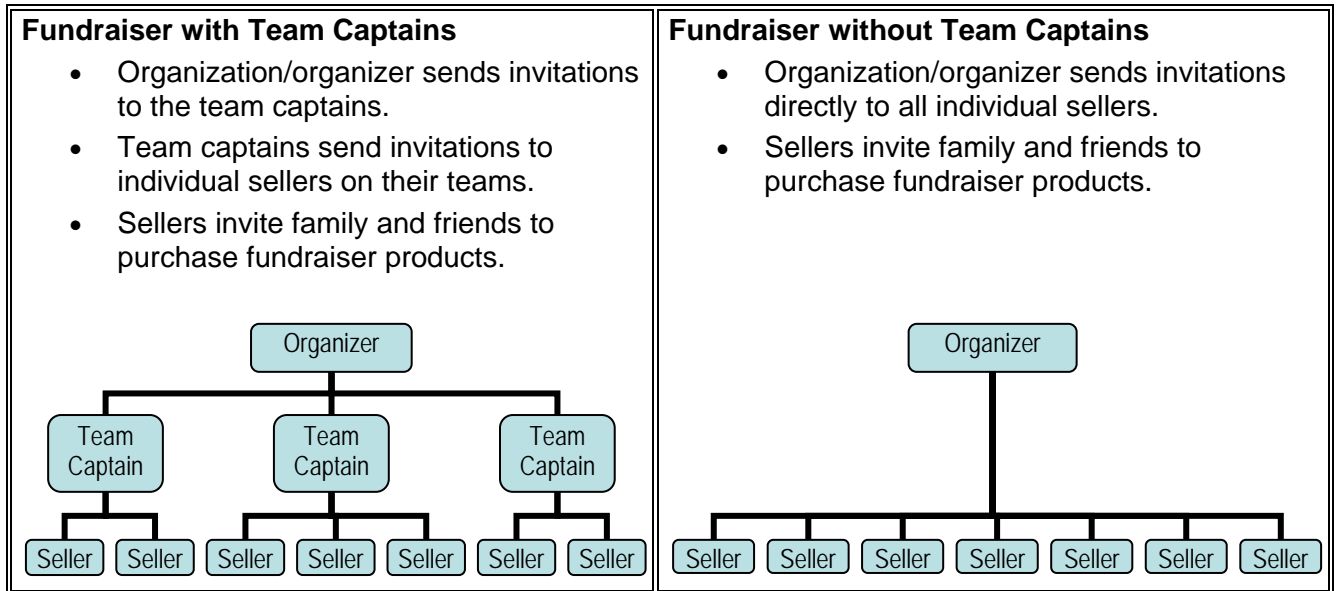 Fundraiser with Team Captains
• Organization/organizer sends invitations
to the team captains.
• Team captains send invitations to
individual sellers on their teams.
• Sellers invite family and friends to
purchase fundraiser products.
Organizer
Team
Captain
Team
Captain
Team
Captain
Seller
Seller
Seller
Seller
Seller
Seller
Seller
Fundraiser without Team Captains
• Organization/organizer sends invitations
directly to all individual sellers.
• Sellers invite family and friends to
purchase fundraiser products.
Organizer
Seller
Seller
Seller
Seller
Seller
Seller
Seller